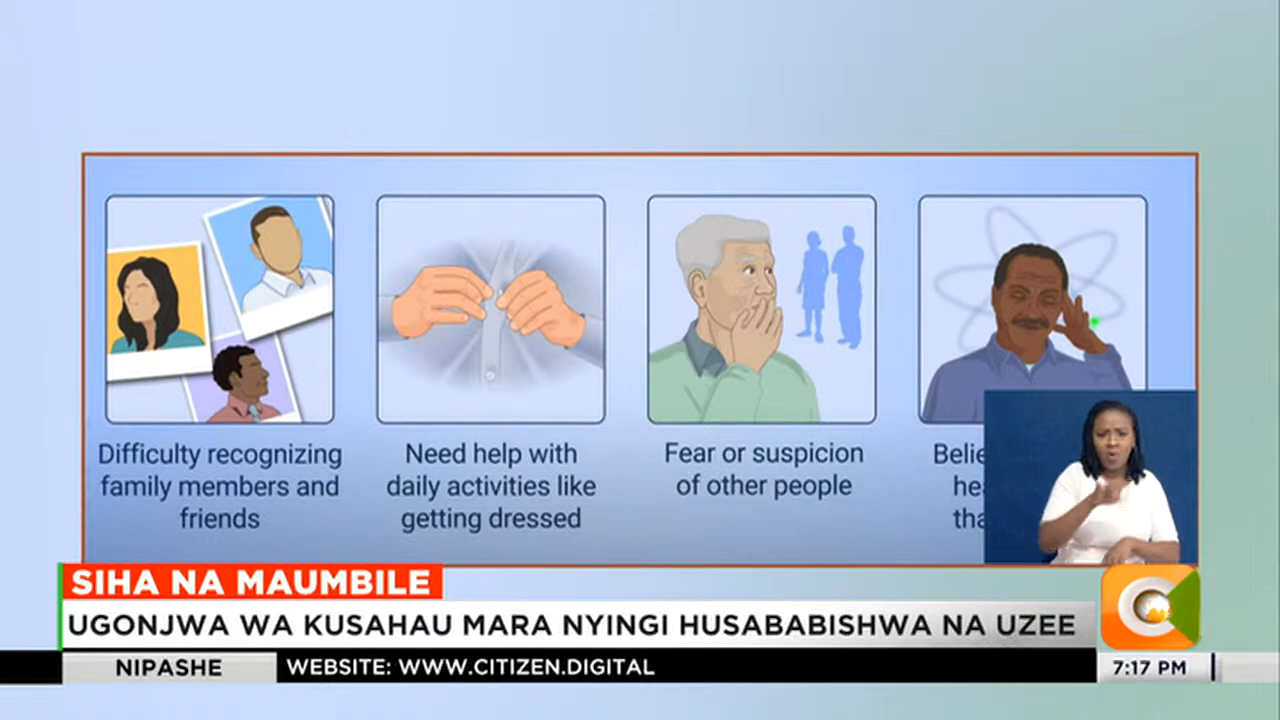 Difficulty recognizing
family members and
friends
Need help with
daily activities like
getting dressed
Fear or suspicion
of other people
SIHA NA MAUMBILE
UGONJWA WA KUSAHAU MARA NYINGI HUSABABISHWA NA UZEE
NIPASHE
WEBSITE: WWW.CITIZEN.DIGITAL
7:17 PM